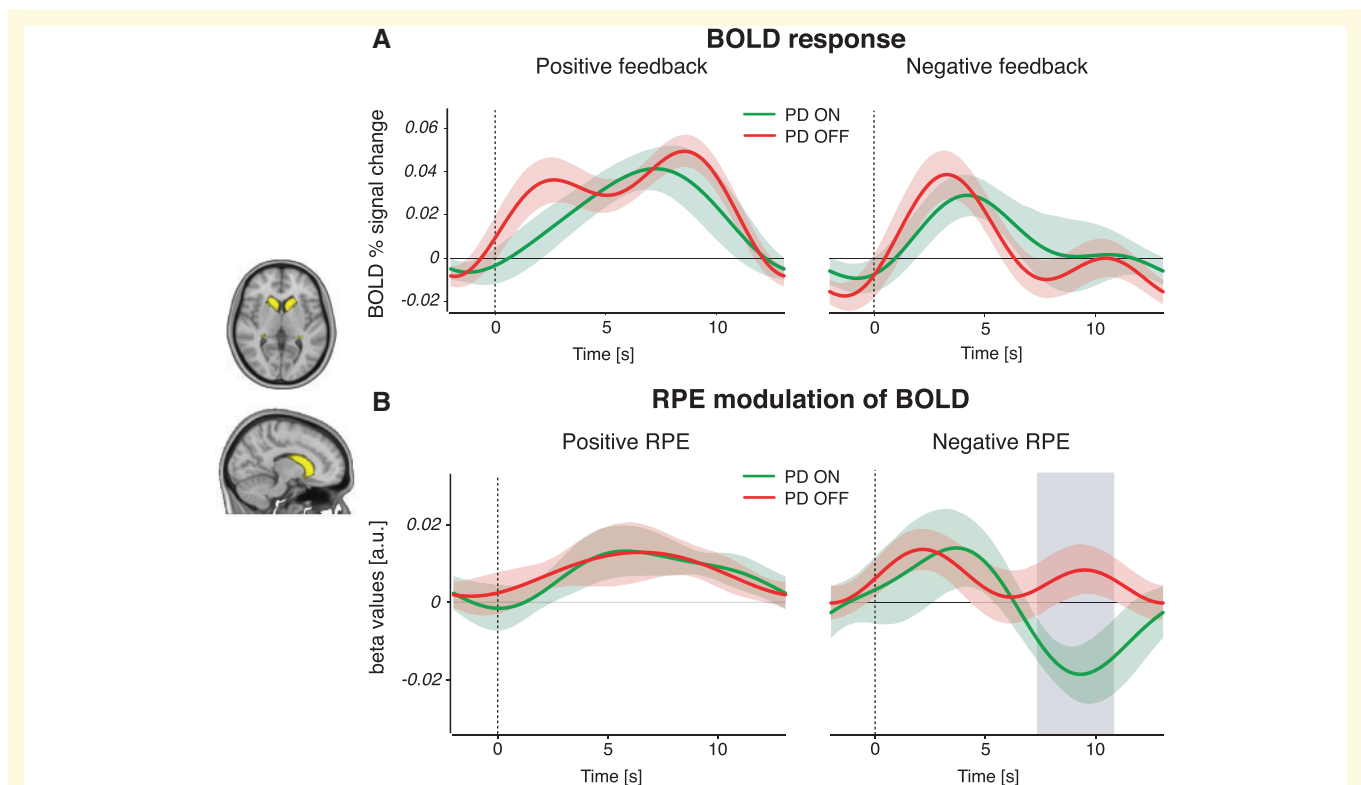 A
BOLD response
Positive feedback
Negative feedback
BOLD % signal change
0.06
0.04
0.02
0
-0.02
PD ON
PD OFF
0
5
10
Time [s]
0
5
10
Time [s]
B
RPE modulation of BOLD
Positive RPE
Negative RPE
beta values [a.u.]
0.02
0
-0.02
PD ON
PD OFF
0
5
10
Time [s]
0
5
10
Time [s]